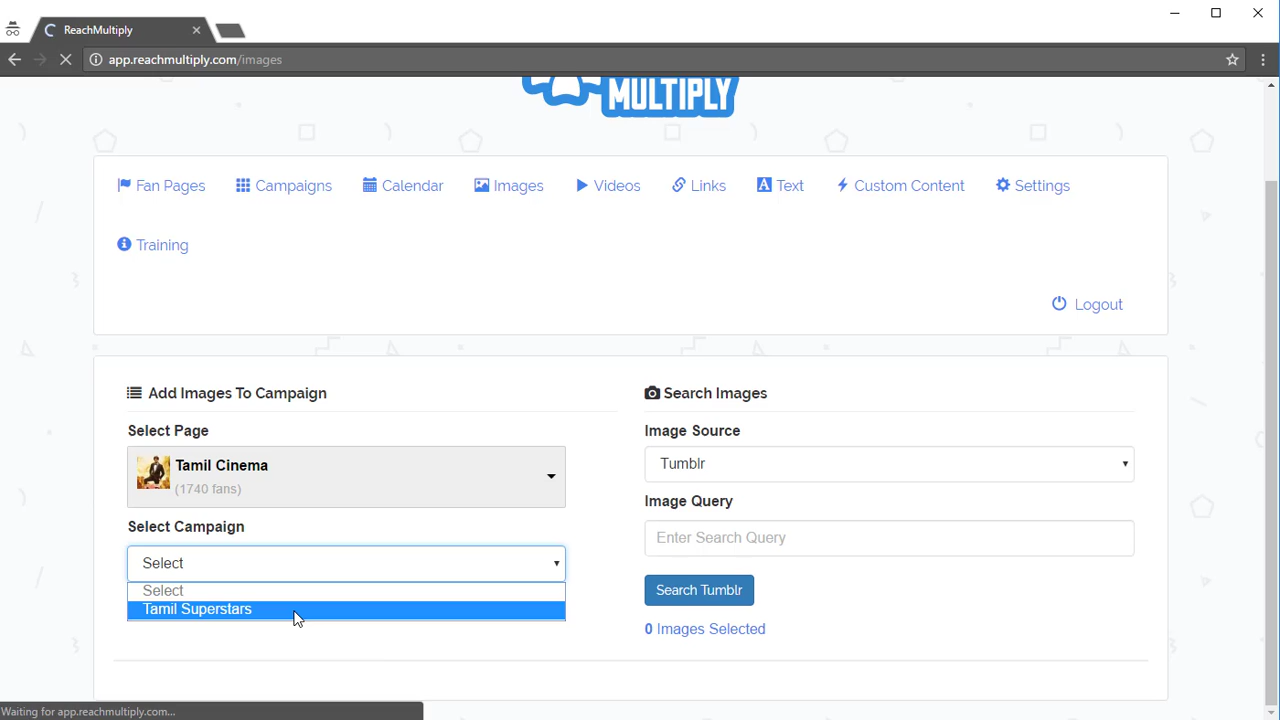 ReachMultiply
app.reachmultiply.com/images
MULTIPLY
Fan Pages Campaigns Calendar Images Videos Links Text Custom Content Settings
Training
Logout
Add Images To Campaign
Select Page
Tamil Cinema
(1740 fans)
Select Campaign
Select
Select
Tamil Superstars
Search Images
Image Source
Tumblr
Image Query
Enter Search Query
Search Tumblr
0 Images Selected
Waiting for app.reachmultiply.com...